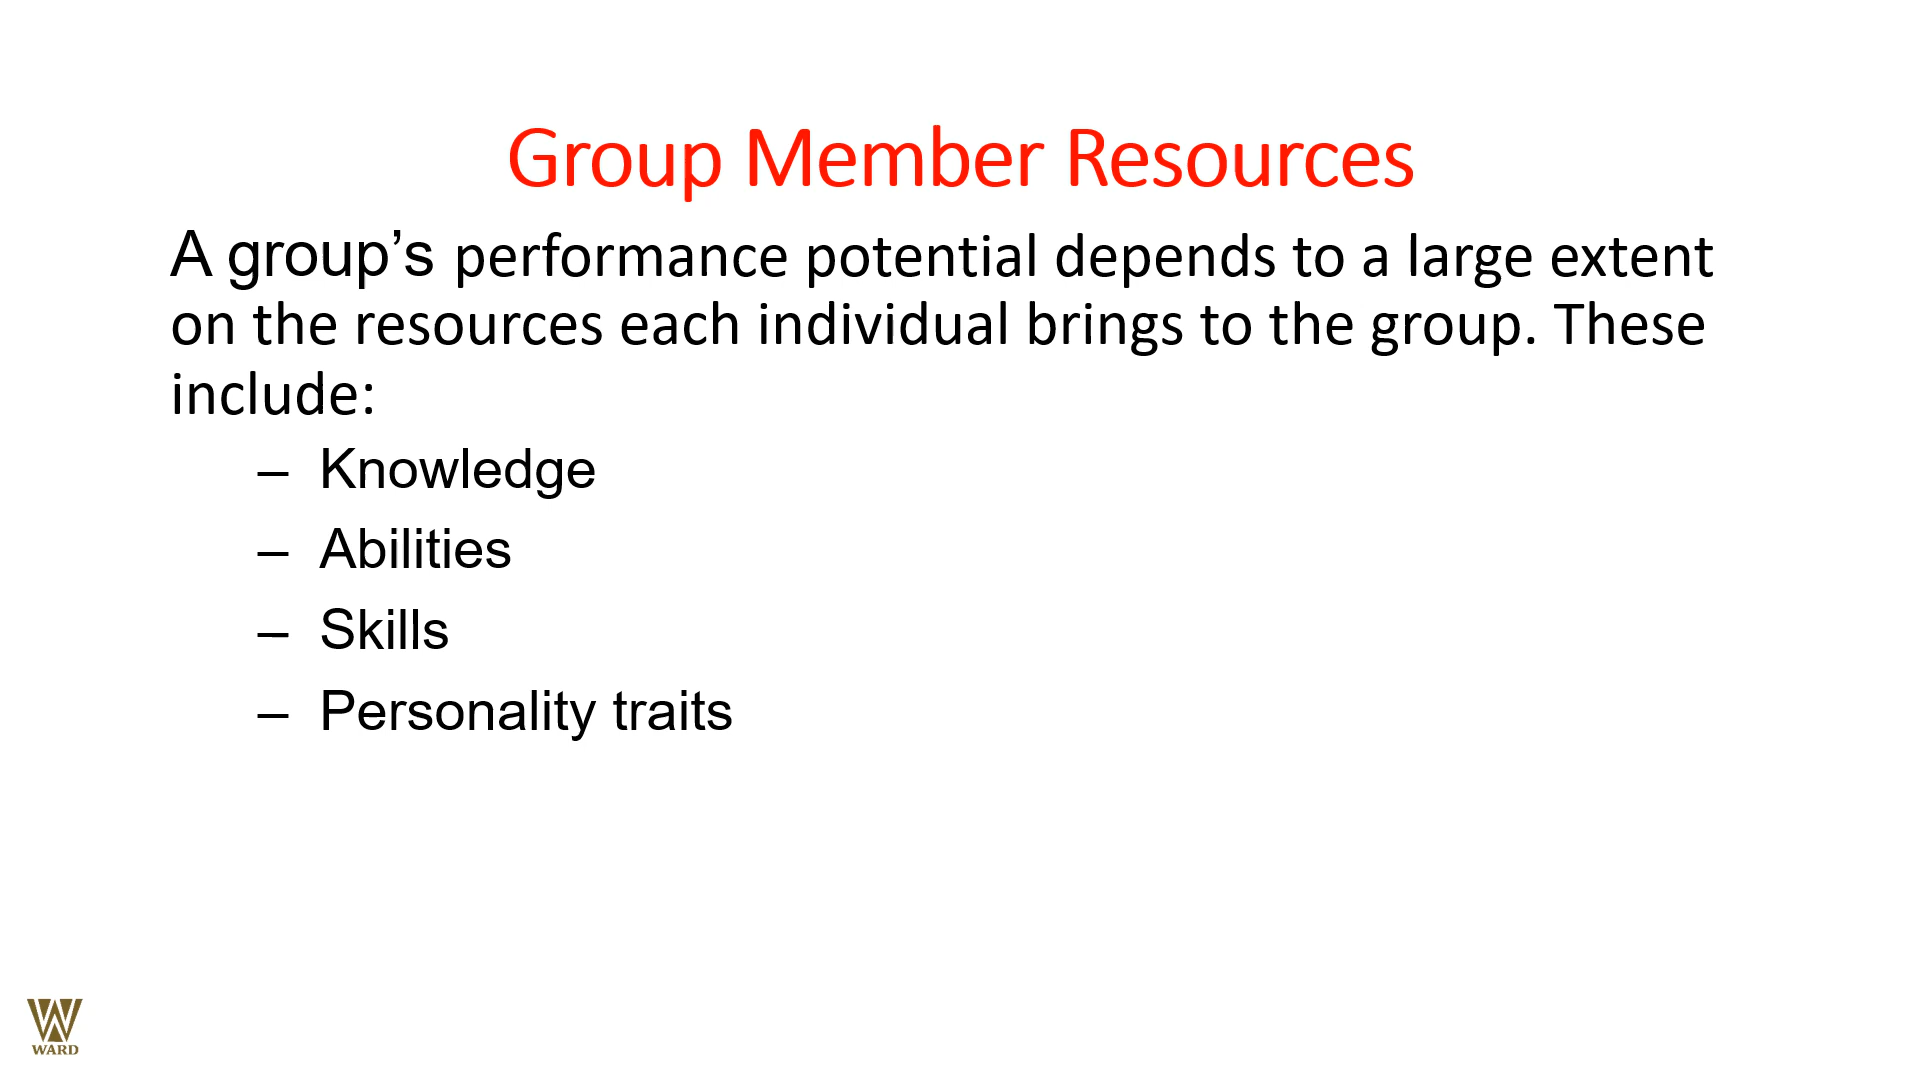 Group Member Resources
A group’s performance potential depends to a large extent
on the resources each individual brings to the group. These
include:
– Knowledge
– Abilities
– Skills
– Personality traits
WARD